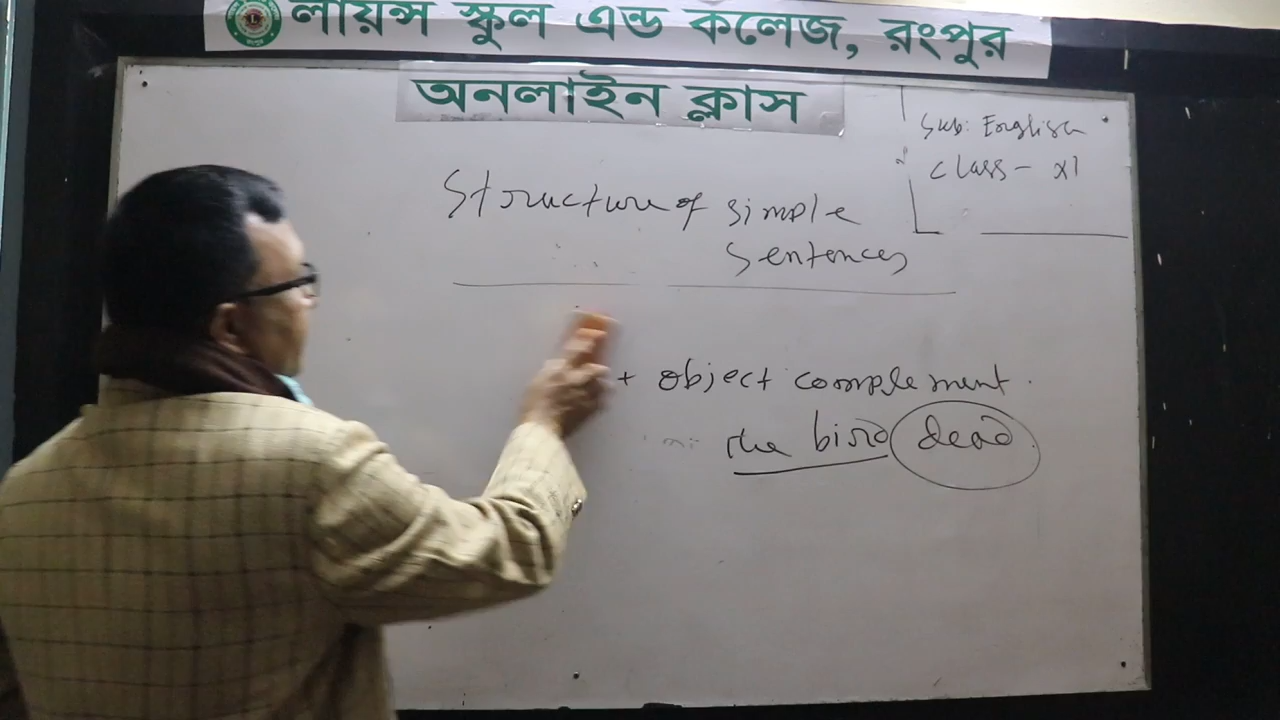 লায়ন্স স্কুল এন্ড কলেজ, রংপুর
অনলাইন ক্লাস
Sub: English
Class- XI
Structure of simple
sentences
+ object complement.
the bird dead